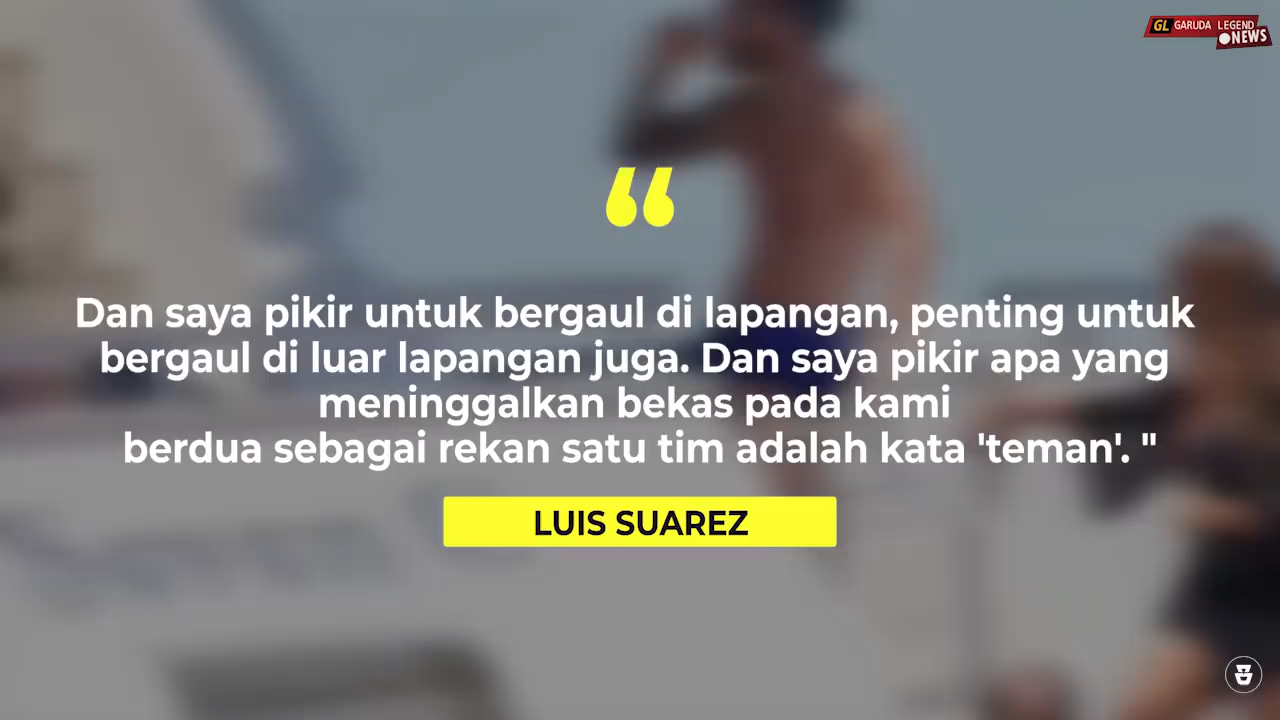 GL GARUDA LEGEND
NEWS
“
Dan saya pikir untuk bergaul di lapangan, penting untuk
bergaul di luar lapangan juga. Dan saya pikir apa yang
meninggalkan bekas pada kami
berdua sebagai rekan satu tim adalah kata 'teman'. "
LUIS SUAREZ